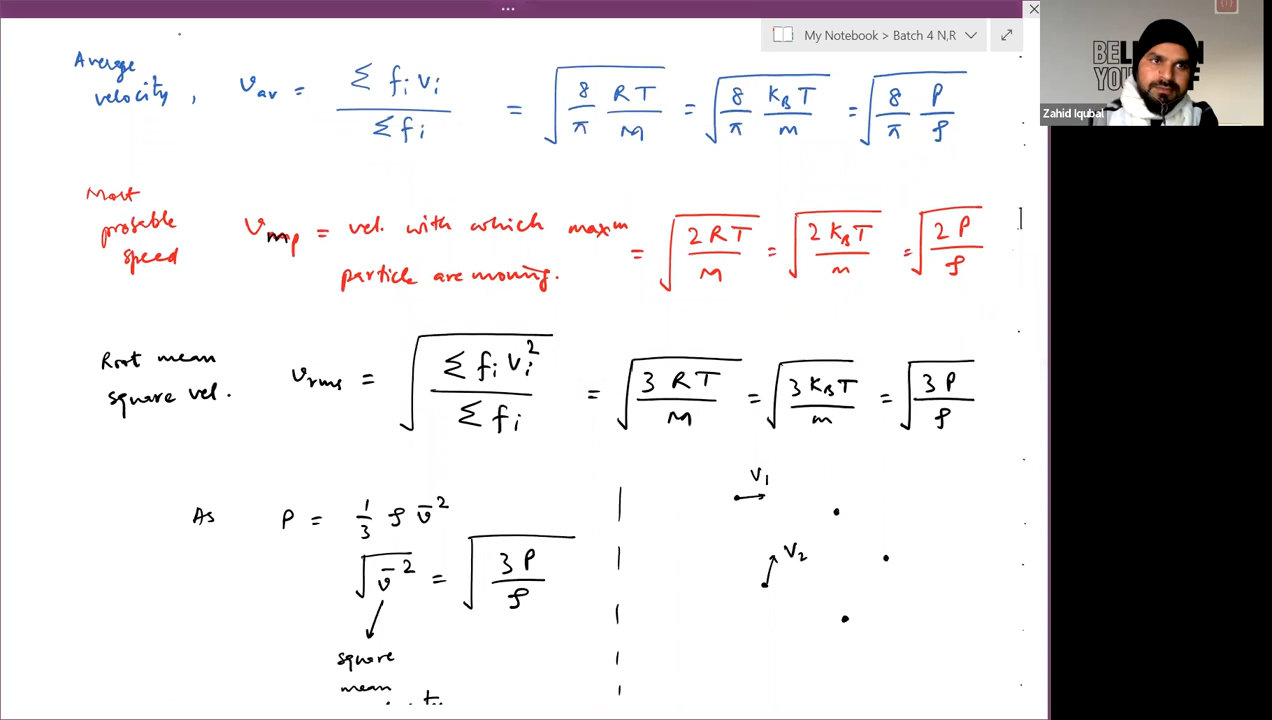 My Notebook > Batch 4 N,R
Zahid Iqubal
Average velocity, v_av = Σ f_i v_i / Σ f_i = √(8/π RT/M) = √(8/π K_B T/m) = √(8/π P/ρ)
Most probable speed
V_mp = vel. with which maxm particle are moving. = √(2RT/M) = √(2K_B T/m) = √(2P/ρ)
Root mean square vel. v_rms = √(Σ f_i v_i² / Σ f_i) = √(3RT/M) = √(3K_B T/m) = √(3P/ρ)
As P = 1/3 ρ v̄²
√v̄² = √(3P/ρ)
square
mean
V₁
V₂